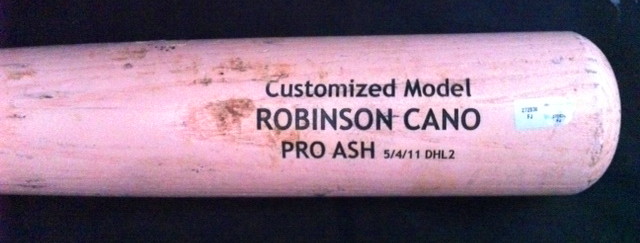 Customized Model
ROBINSON CANO
PRO ASH 5/4/11 DHL2